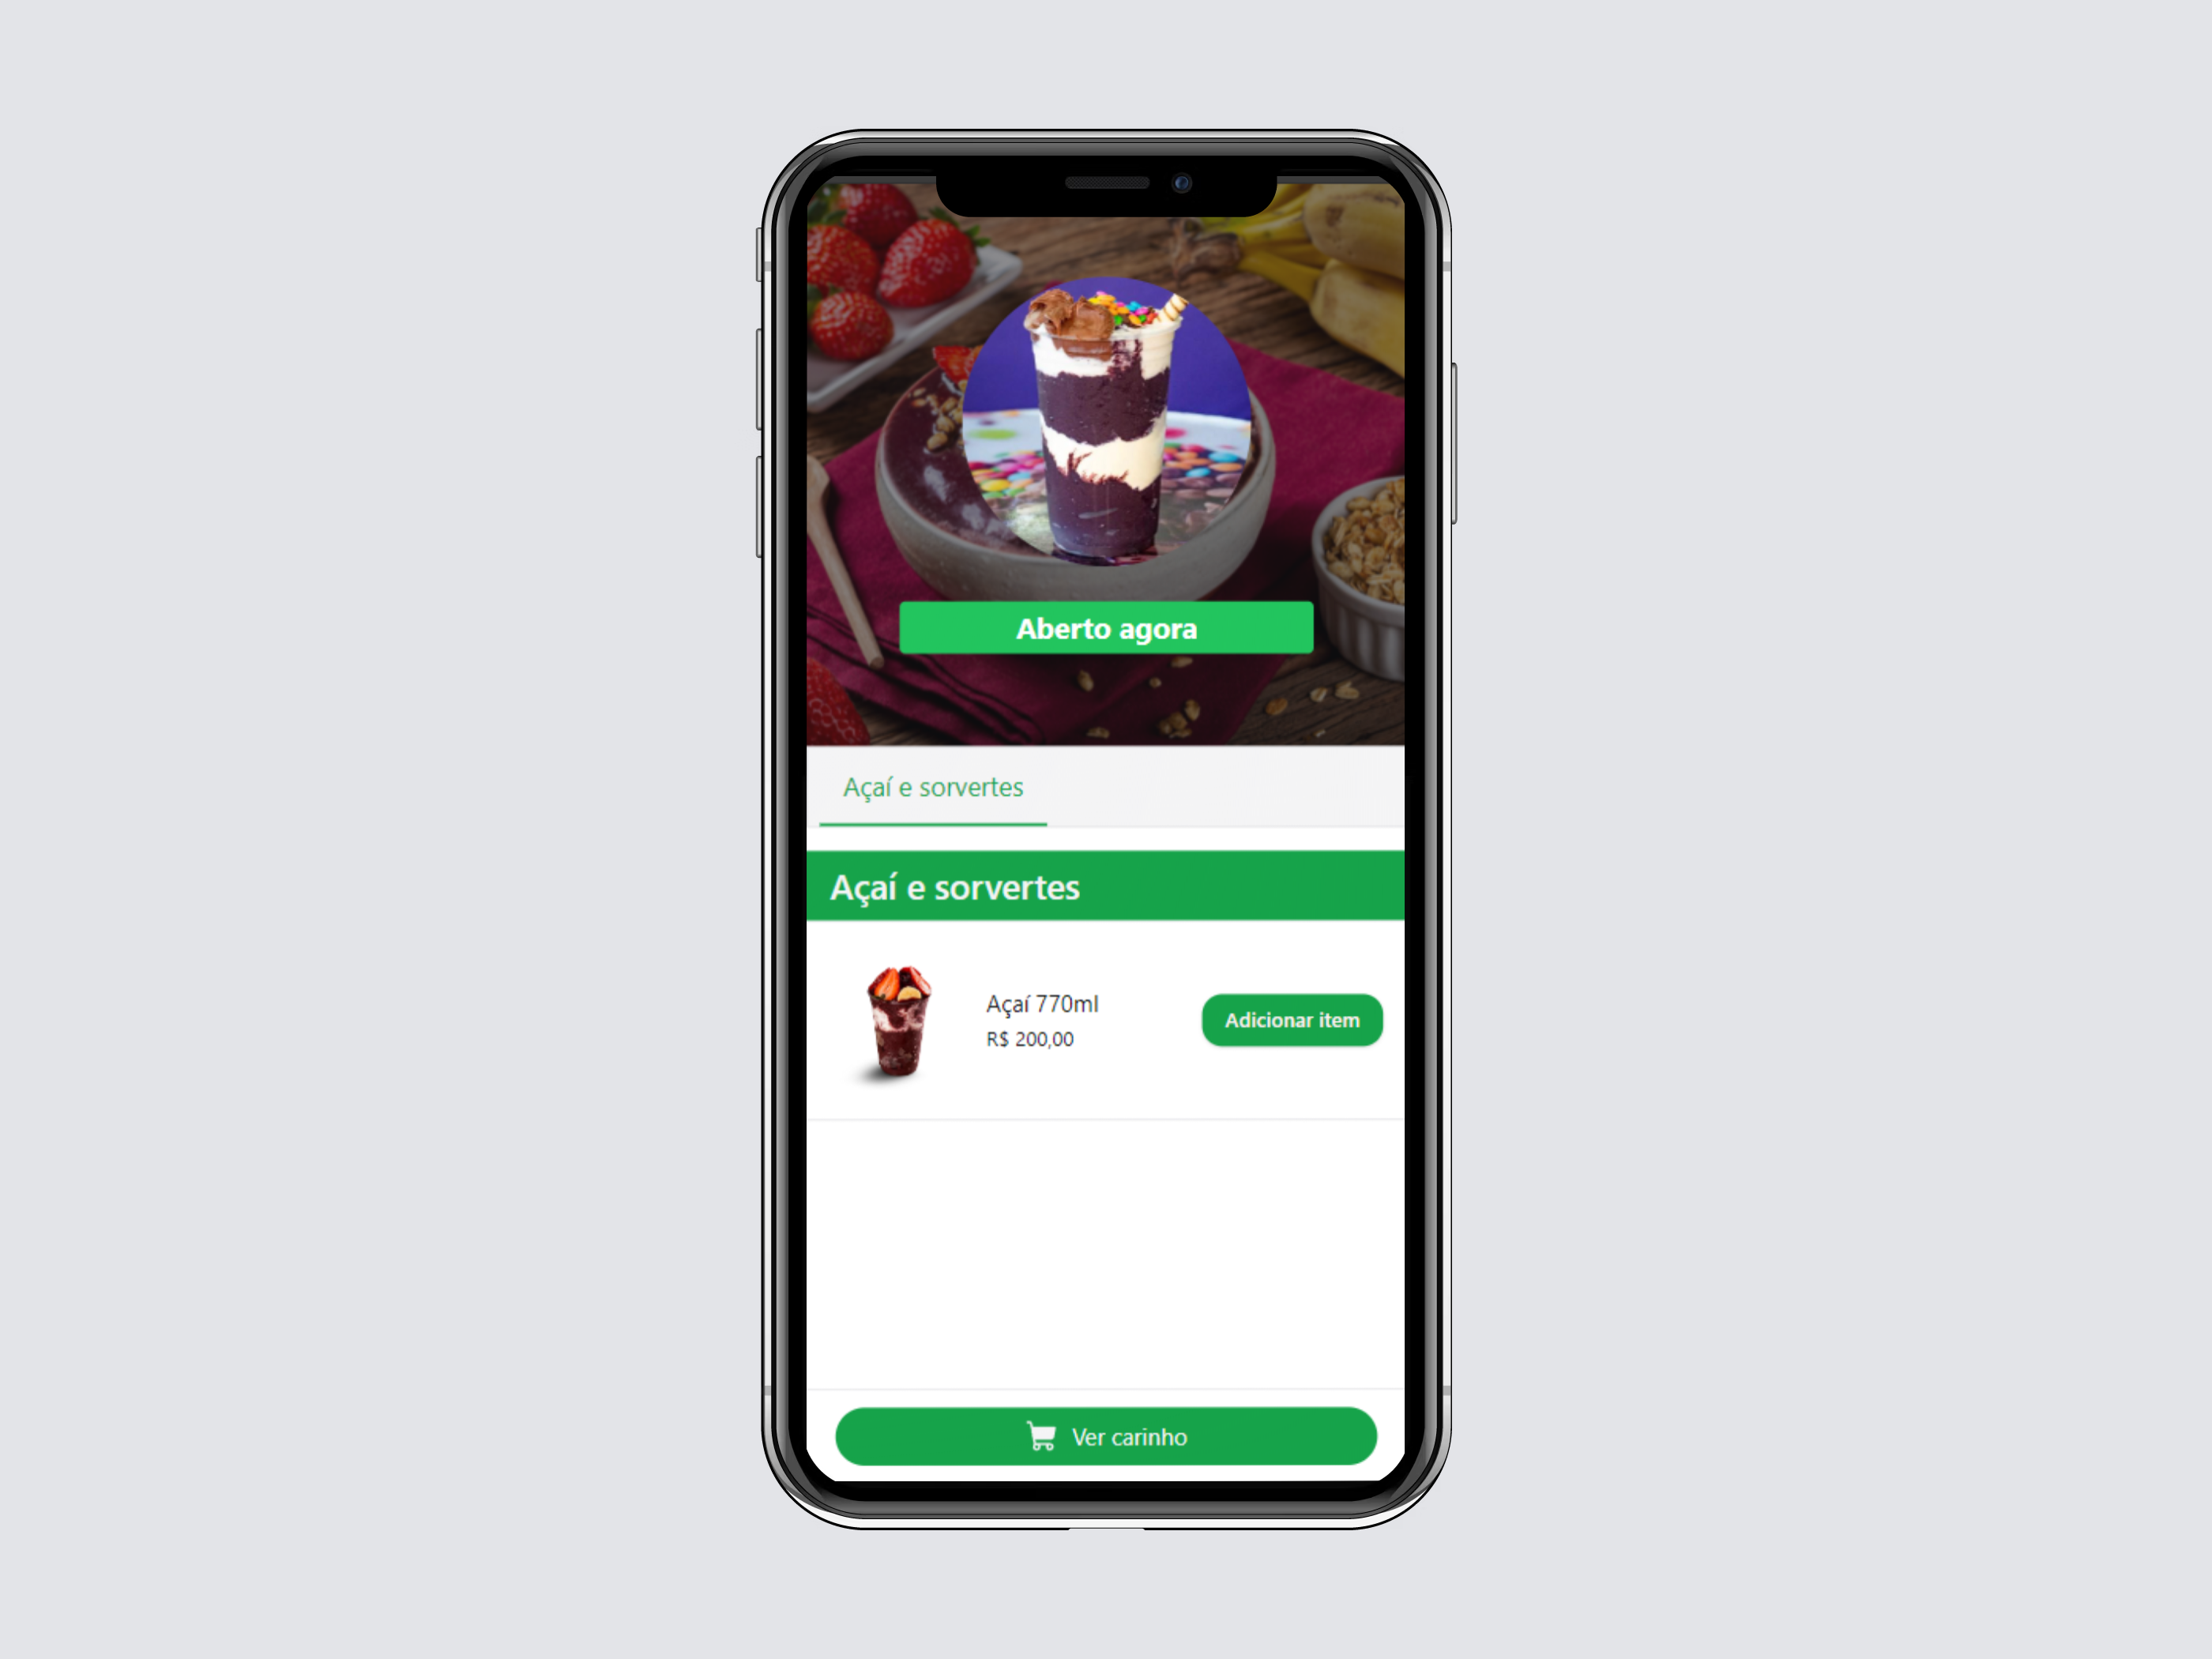 Aberto agora
Açaí e sorvertes
Açaí e sorvertes
Açaí 770ml
R$ 200,00
Adicionar item
Ver carinho